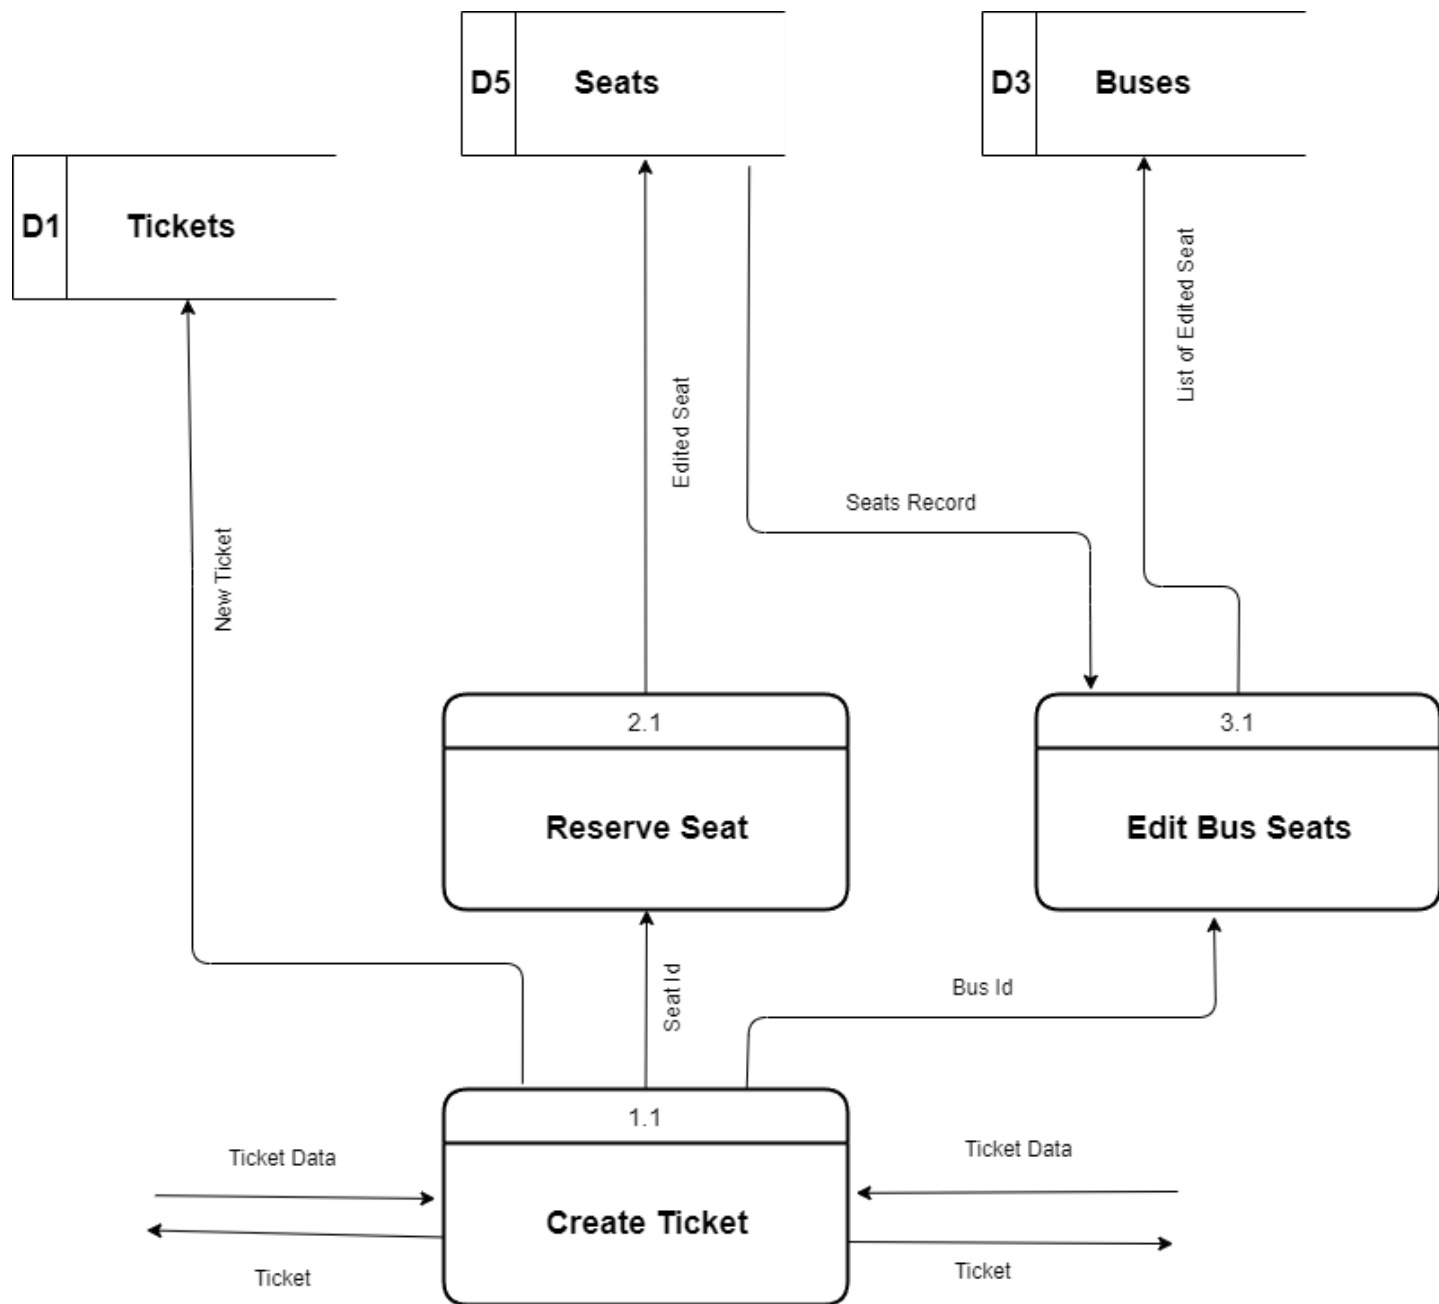 D5
Seats
D3
Buses
D1
Tickets
List of Edited Seat
Edited Seat
Seats Record
New Ticket
2.1
Reserve Seat
3.1
Edit Bus Seats
Seat Id
Bus Id
1.1
Create Ticket
Ticket Data
Ticket
Ticket Data
Ticket